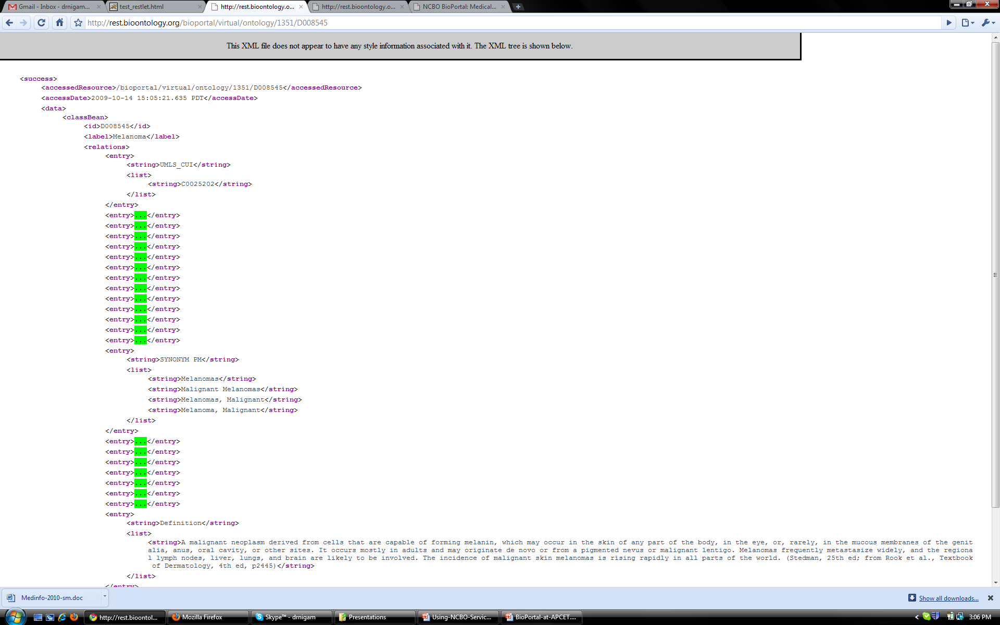 Gmail - Inbox - drnigam...
test_restlet.html
http://rest.bioontology.o...
http://rest.bioontology.o...
NCBO BioPortal: Medical...
http://rest.bioontology.org/bioportal/virtual/ontology/1351/D008545
This XML file does not appear to have any style information associated with it. The XML tree is shown below.
<success>
<accessedResource>/bioportal/virtual/ontology/1351/D008545</accessedResource>
<accessDate>2009-10-14 15:05:21.635 PDT</accessDate>
<data>
<classBean>
<id>D008545</id>
<label>Melanoma</label>
<relations>
<entry>
<string>UMLS_CUI</string>
<list>
<string>C0025202</string>
</list>
</entry>
<entry>...</entry>
<entry>...</entry>
<entry>...</entry>
<entry>...</entry>
<entry>...</entry>
<entry>...</entry>
<entry>...</entry>
<entry>...</entry>
<entry>...</entry>
<entry>...</entry>
<entry>...</entry>
<entry>...</entry>
<entry>...</entry>
<entry>
<string>SYNONYM PM</string>
<list>
<string>Melanomas</string>
<string>Malignant Melanomas</string>
<string>Melanomas, Malignant</string>
<string>Melanoma, Malignant</string>
</list>
</entry>
<entry>...</entry>
<entry>...</entry>
<entry>...</entry>
<entry>...</entry>
<entry>...</entry>
<entry>...</entry>
<entry>...</entry>
<entry>
<string>Definition</string>
<list>
<string>A malignant neoplasm derived from cells that are capable of forming melanin, which may occur in the skin of any part of the body, in the eye, or, rarely, in the mucous membranes of the genit
alia, anus, oral cavity, or other sites. It occurs mostly in adults and may originate de novo or from a pigmented nevus or malignant lentigo. Melanomas frequently metastasize widely, and the regiona
l lymph nodes, liver, lungs, and brain are likely to be involved. The incidence of malignant skin melanomas is rising rapidly in all parts of the world. (Stedman, 25th ed; from Rook et al., Textbook
of Dermatology, 4th ed, p2445)</string>
</list>
</entry>
Medinfo-2010-sm.doc
Show all downloads...
http://rest.bioontol...
Mozilla Firefox
Skype™ - drnigam
Presentations
Using-NCBO-Servic...
BioPortal-at-APCET....
3:06 PM